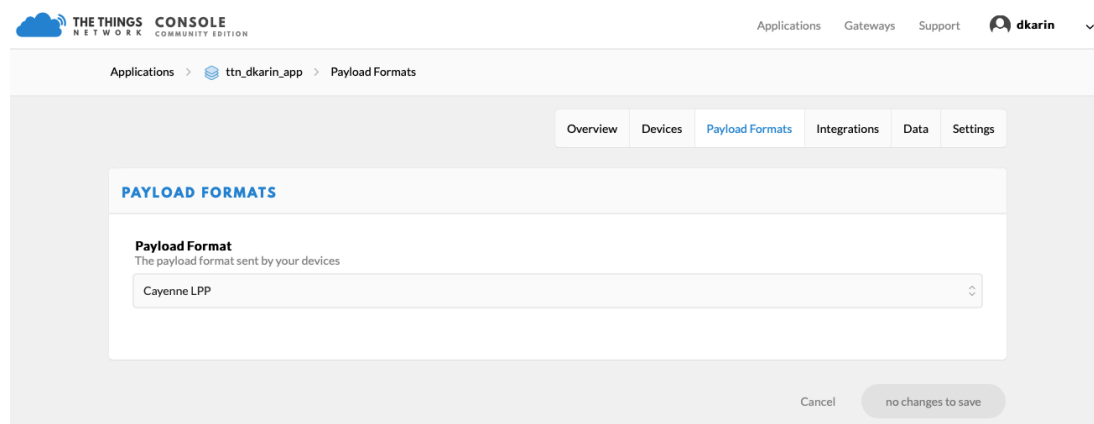 THE THINGS NETWORK CONSOLE COMMUNITY EDITION Applications Gateways Support dkarin
Applications > ttn_dkarin_app > Payload Formats
Overview Devices Payload Formats Integrations Data Settings
PAYLOAD FORMATS
Payload Format
The payload format sent by your devices
Cayenne LPP
Cancel no changes to save